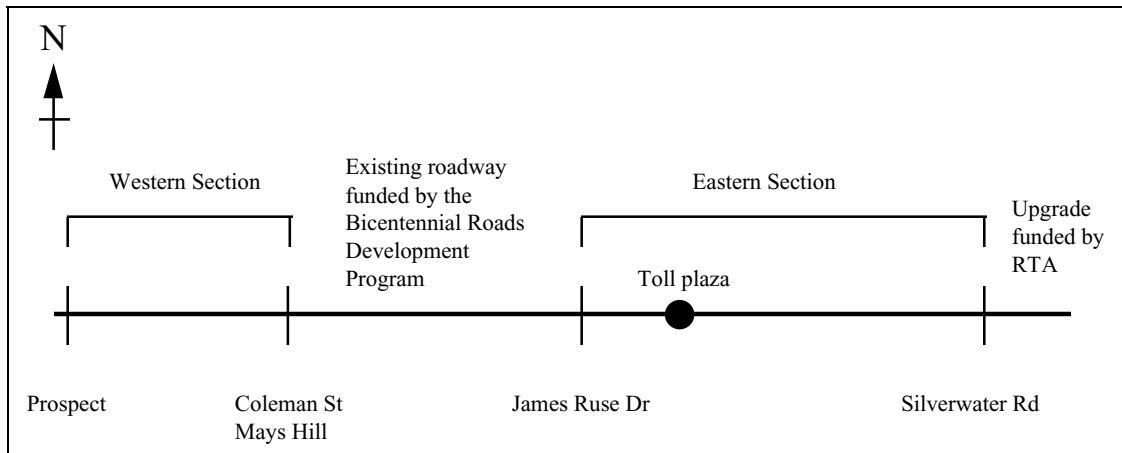 N
Western Section
Existing roadway
funded by the
Bicentennial Roads
Development
Program
Eastern Section
Upgrade
funded by
RTA
Toll plaza
Prospect
Coleman St
Mays Hill
James Ruse Dr
Silverwater Rd